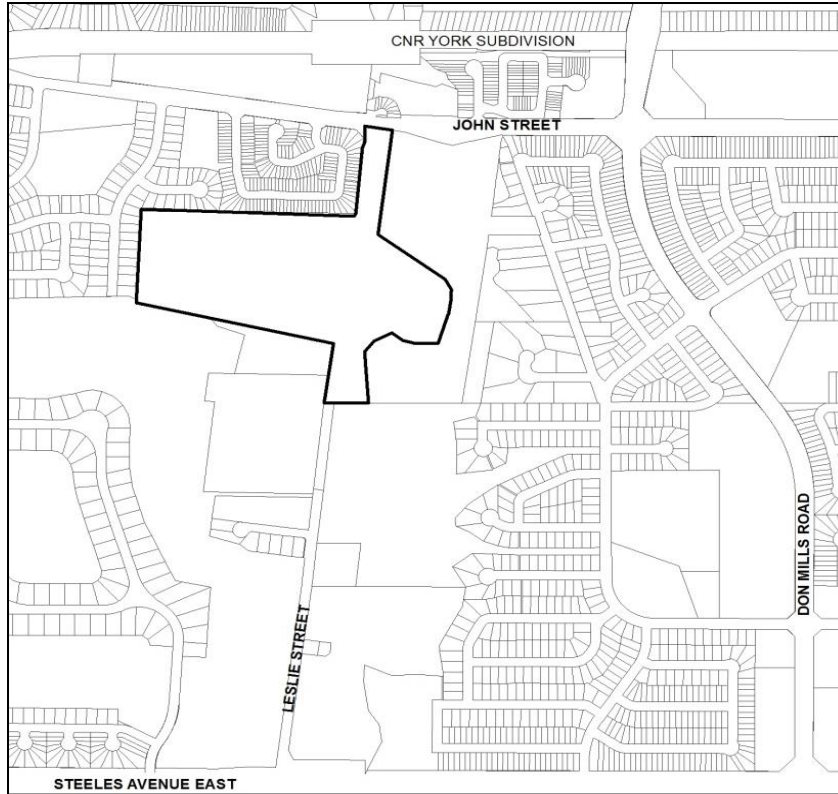 CNR YORK SUBDIVISION
JOHN STREET
DON MILLS ROAD
LESLIE STREET
STEELES AVENUE EAST